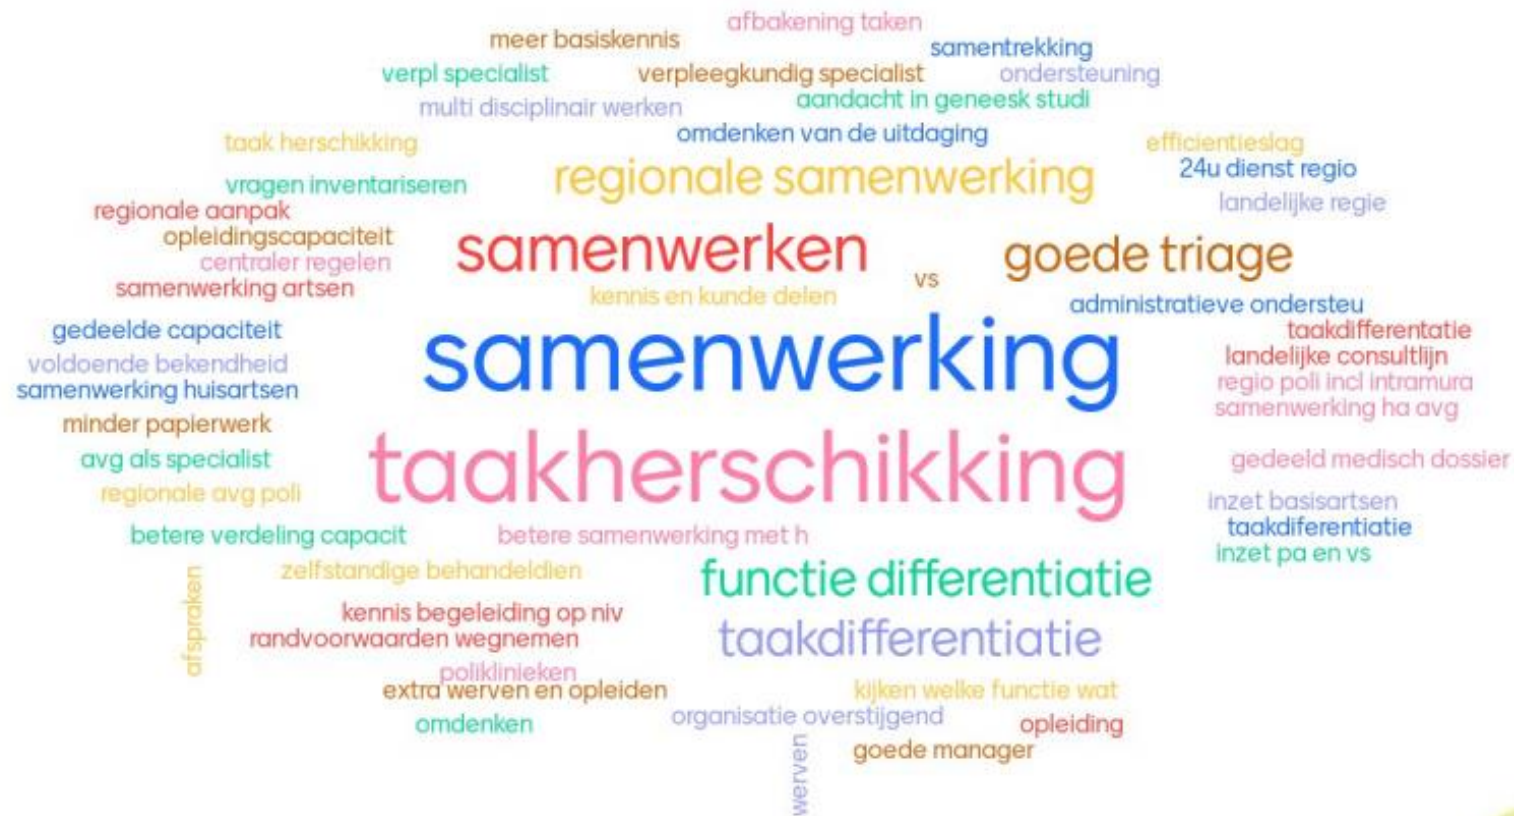 afbakening taken
meer basiskennis
samentrekking
verpl specialist
verpleegkundig specialist
ondersteuning
multi disciplinair werken
aandacht in geneesk studi
omdenken van de uitdaging
taak herschikking
efficientieslag
regionale samenwerking
24u dienst regio
vragen inventariseren
landelijke regie
regionale aanpak
opleidingscapaciteit
samenwerken
goede triage
centraler regelen
vs
samenwerking artsen
kennis en kunde delen
administratieve ondersteu
gedeelde capaciteit
taakdifferentatie
samenwerking
landelijke consultlijn
voldoende bekendheid
regio poli incl intramura
samenwerking huisartsen
samenwerking ha avg
minder papierwerk
avg als specialist
taakherschikking
gedeeld medisch dossier
regionale avg poli
inzet basisartsen
taakdiferentiatie
betere verdeling capacit
betere samenwerking met h
inzet pa en vs
zelfstandige behandeldien
functie differentiatie
afspraken
kennis begeleiding op niv
randvoorwaarden wegnemen
taakdifferentiatie
poliklinieken
extra werven en opleiden
kijken welke functie wat
organisatie overstijgend
omdenken
opleiding
goede manager
werven